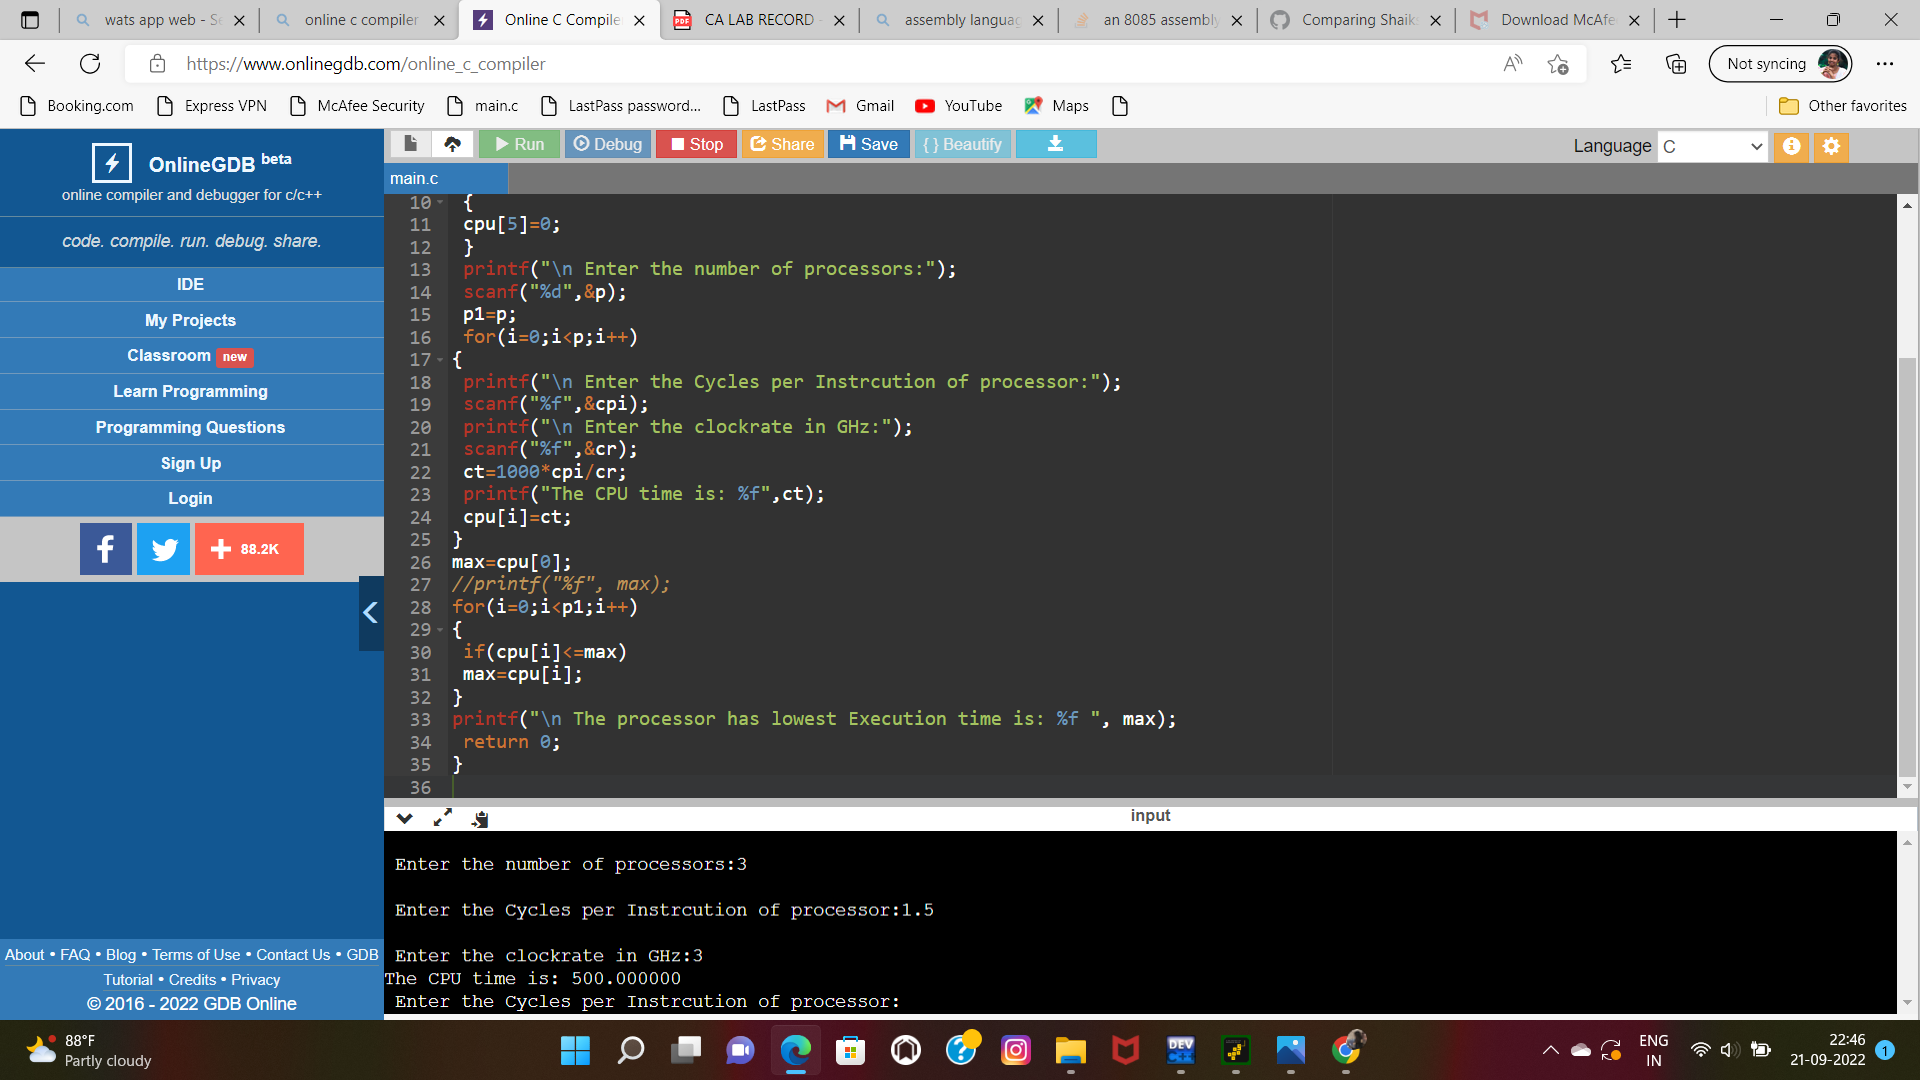 wats app web - Se
online c compiler
Online C Compile
CA LAB RECORD
assembly languag
an 8085 assembly
Comparing Shaiks
Download McAfe
https://www.onlinegdb.com/online_c_compiler
Not syncing
Booking.com
Express VPN
McAfee Security
main.c
LastPass password...
LastPass
Gmail
YouTube
Maps
Other favorites
OnlineGDB beta
online compiler and debugger for c/c++
code. compile. run. debug. share.
IDE
My Projects
Classroom new
Learn Programming
Programming Questions
Sign Up
Login
88.2K
About • FAQ • Blog • Terms of Use • Contact Us • GDB
Tutorial • Credits • Privacy
© 2016 - 2022 GDB Online
Run
Debug
Stop
Share
Save
{ } Beautify
Language C
main.c
10 {
11 cpu[5]=0;
12 }
13 printf("\n Enter the number of processors:");
14 scanf("%d",&p);
15 p1=p;
16 for(i=0;i<p;i++)
17 {
18 printf("\n Enter the Cycles per Instrcution of processor:");
19 scanf("%f",&cpi);
20 printf("\n Enter the clockrate in GHz:");
21 scanf("%f",&cr);
22 ct=1000*cpi/cr;
23 printf("The CPU time is: %f",ct);
24 cpu[i]=ct;
25 }
26 max=cpu[0];
27 //printf("%f", max);
28 for(i=0;i<p1;i++)
29 {
30 if(cpu[i]<=max)
31 max=cpu[i];
32 }
33 printf("\n The processor has lowest Execution time is: %f ", max);
34 return 0;
35 }
36
input
Enter the number of processors:3
Enter the Cycles per Instrcution of processor:1.5
Enter the clockrate in GHz:3
The CPU time is: 500.000000
Enter the Cycles per Instrcution of processor:
88°F
Partly cloudy
DEV
C++
ENG
IN
22:46
21-09-2022
1